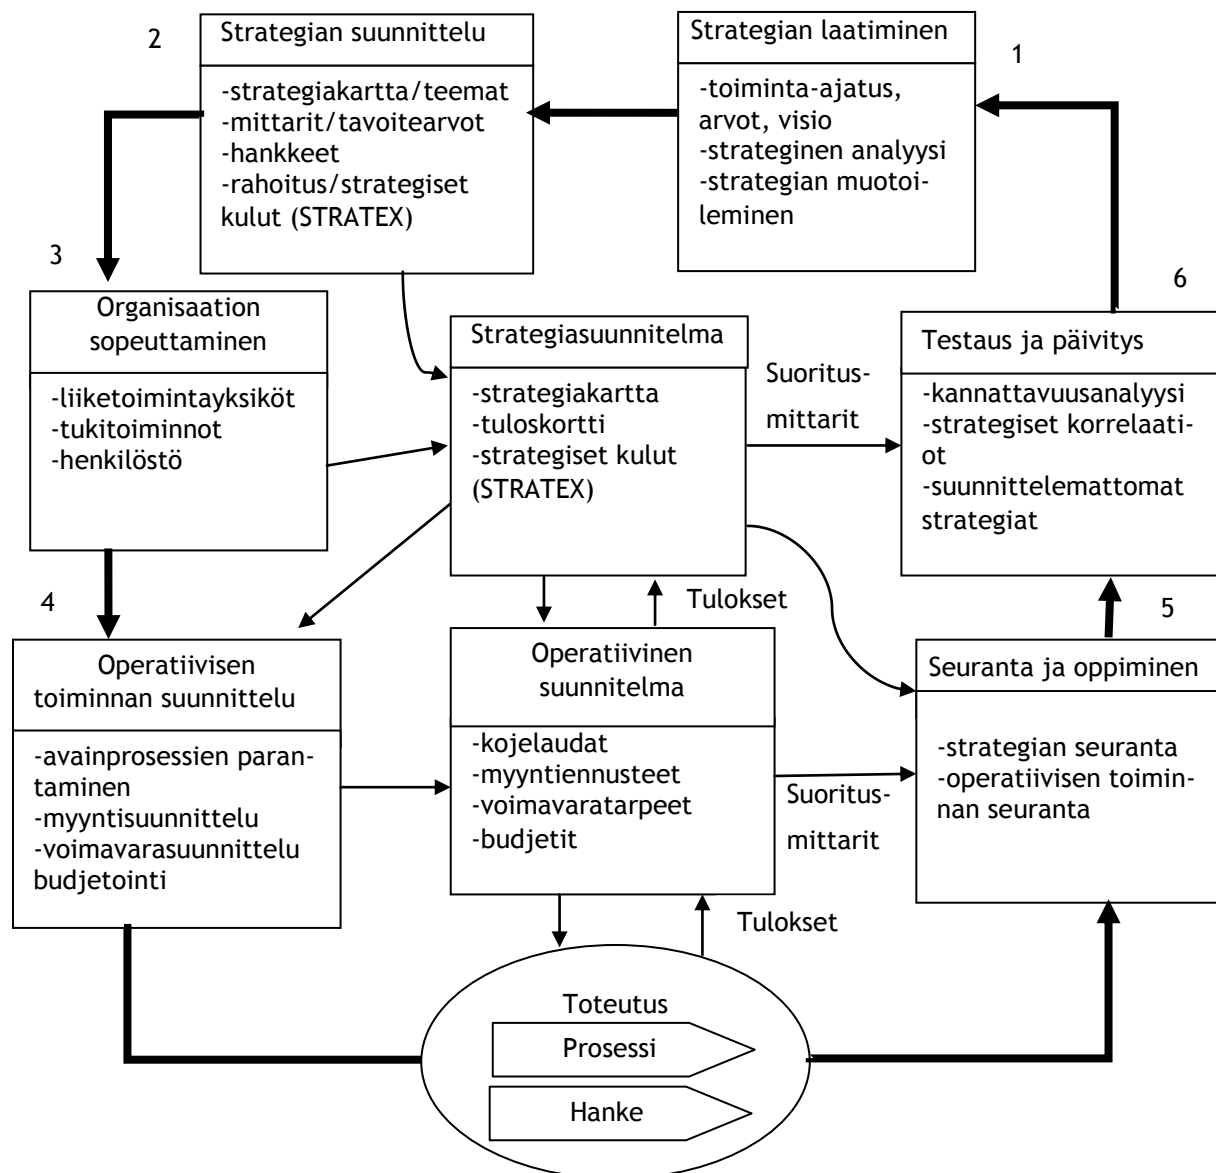 2
Strategian suunnittelu
-strategiakartta/teemat
-mittarit/tavoitearvot
-hankkeet
-rahoitus/strategiset
kulut (STRATEX)
Strategian laatiminen
1
-toiminta-ajatus,
arvot, visio
-strateginen analyysi
-strategian muotoi-
leminen
3
Organisaation
sopeuttaminen
-liiketoimintayksiköt
-tukitoiminnot
-henkilöstö
Strategiasuunnitelma
-strategiakartta
-tuloskortti
-strategiset kulut
(STRATEX)
Suoritus-
mittarit
6
Testaus ja päivitys
-kannattavuusanalyysi
-strategiset korrelaati-
ot
-suunnittelemattomat
strategiat
4
Operatiivisen
toiminnan suunnittelu
-avainprosessien paran-
taminen
-myyntisuunnittelu
-voimavarasuunnittelu
budjetointi
Tulokset
Operatiivinen
suunnitelma
-kojelaudat
-myyntiennusteet
-voimavaratarpeet
-budjetit
Suoritus-
mittarit
5
Seuranta ja oppiminen
-strategian seuranta
-operatiivisen toimin-
nan seuranta
Tulokset
Toteutus
Prosessi
Hanke